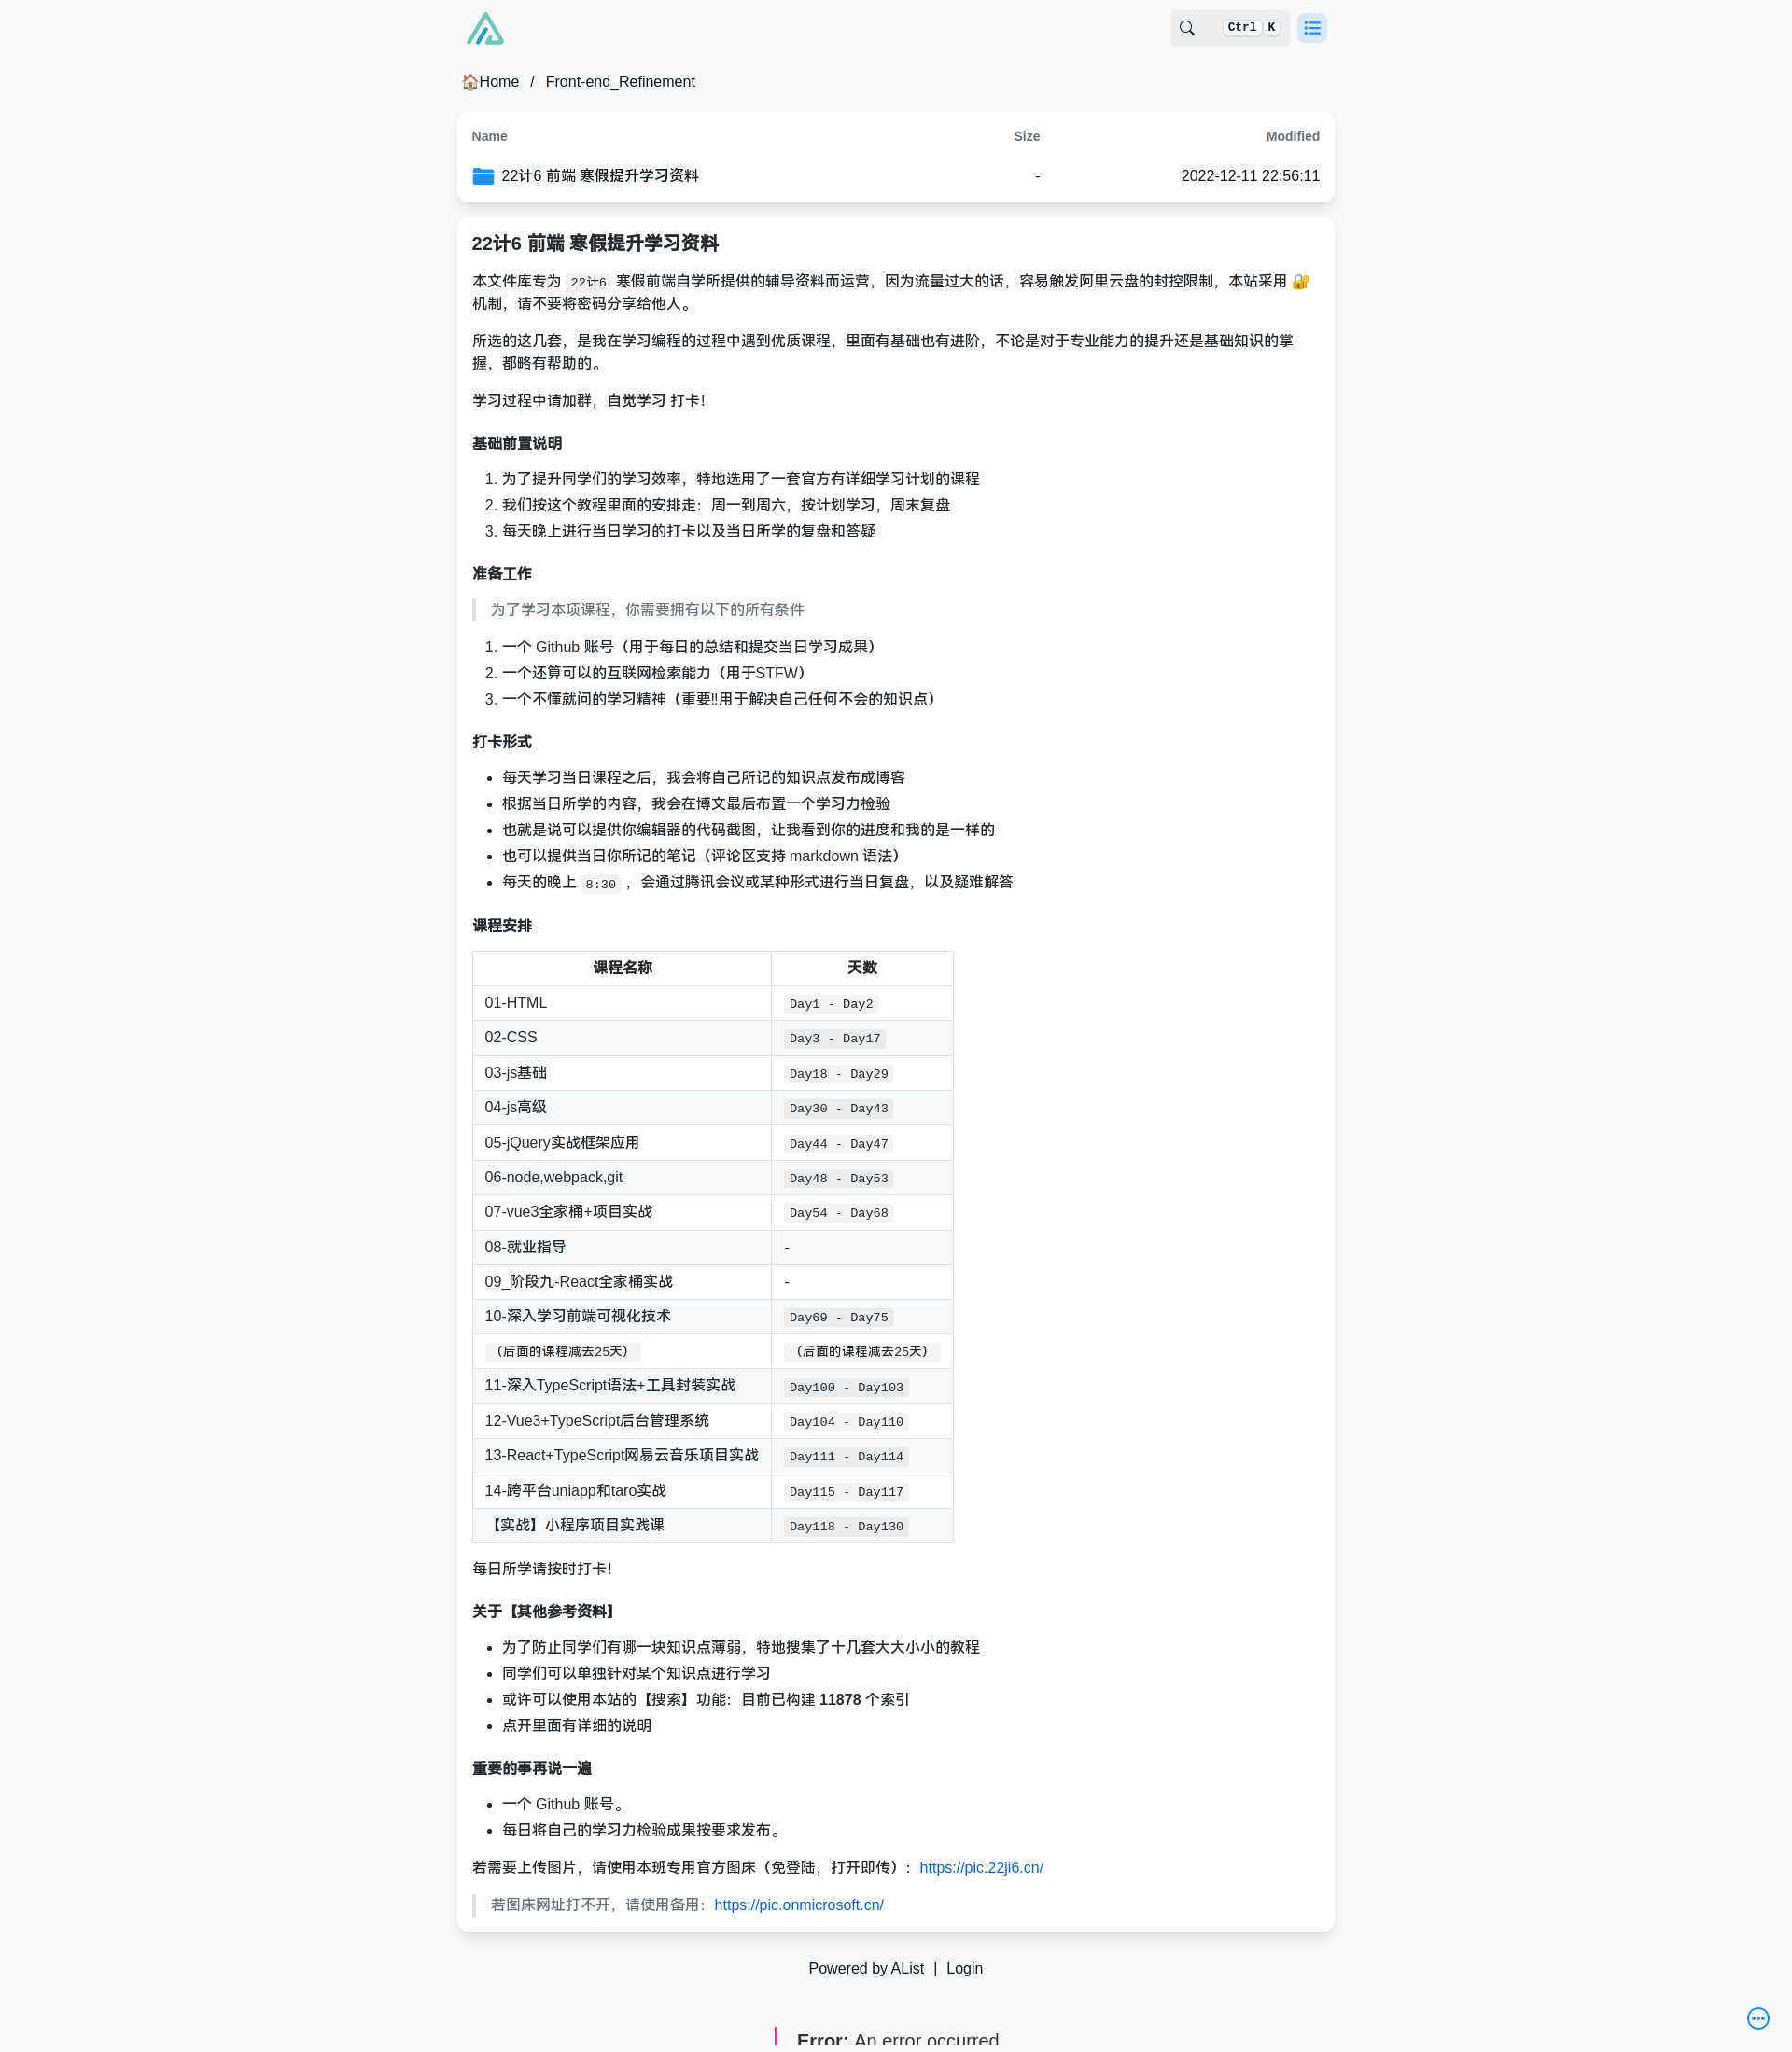 Ctrl K
🏠Home / Front-end_Refinement
Name Size Modified
22计6 前端 寒假提升学习资料 - 2022-12-11 22:56:11
22计6 前端 寒假提升学习资料
本文件库专为 22计6 寒假前端自学所提供的辅导资料而运营，因为流量过大的话，容易触发阿里云盘的封控限制，本站采用 🔐
机制，请不要将密码分享给他人。
所选的这几套，是我在学习编程的过程中遇到优质课程，里面有基础也有进阶，不论是对于专业能力的提升还是基础知识的掌
握，都略有帮助的。
学习过程中请加群，自觉学习 打卡！
基础前置说明
1. 为了提升同学们的学习效率，特地选用了一套官方有详细学习计划的课程
2. 我们按这个教程里面的安排走：周一到周六，按计划学习，周末复盘
3. 每天晚上进行当日学习的打卡以及当日所学的复盘和答疑
准备工作
为了学习本项课程，你需要拥有以下的所有条件
1. 一个 Github 账号（用于每日的总结和提交当日学习成果）
2. 一个还算可以的互联网检索能力（用于STFW）
3. 一个不懂就问的学习精神（重要!!用于解决自己任何不会的知识点）
打卡形式
• 每天学习当日课程之后，我会将自己所记的知识点发布成博客
• 根据当日所学的内容，我会在博文最后布置一个学习力检验
• 也就是说可以提供你编辑器的代码截图，让我看到你的进度和我的是一样的
• 也可以提供当日你所记的笔记（评论区支持 markdown 语法）
• 每天的晚上 8:30 ，会通过腾讯会议或某种形式进行当日复盘，以及疑难解答
课程安排
课程名称 天数
01-HTML Day1 - Day2
02-CSS Day3 - Day17
03-js基础 Day18 - Day29
04-js高级 Day30 - Day43
05-jQuery实战框架应用 Day44 - Day47
06-node,webpack,git Day48 - Day53
07-vue3全家桶+项目实战 Day54 - Day68
08-就业指导 -
09_阶段九-React全家桶实战 -
10-深入学习前端可视化技术 Day69 - Day75
（后面的课程减去25天） （后面的课程减去25天）
11-深入TypeScript语法+工具封装实战 Day100 - Day103
12-Vue3+TypeScript后台管理系统 Day104 - Day110
13-React+TypeScript网易云音乐项目实战 Day111 - Day114
14-跨平台uniapp和taro实战 Day115 - Day117
【实战】小程序项目实践课 Day118 - Day130
每日所学请按时打卡！
关于【其他参考资料】
• 为了防止同学们有哪一块知识点薄弱，特地搜集了十几套大大小小的教程
• 同学们可以单独针对某个知识点进行学习
• 或许可以使用本站的【搜索】功能：目前已构建 11878 个索引
• 点开里面有详细的说明
重要的事再说一遍
• 一个 Github 账号。
• 每日将自己的学习力检验成果按要求发布。
若需要上传图片，请使用本班专用官方图床（免登陆，打开即传）: https://pic.22ji6.cn/
若图床网址打不开，请使用备用：https://pic.onmicrosoft.cn/
Powered by AList | Login
Error: An error occurred